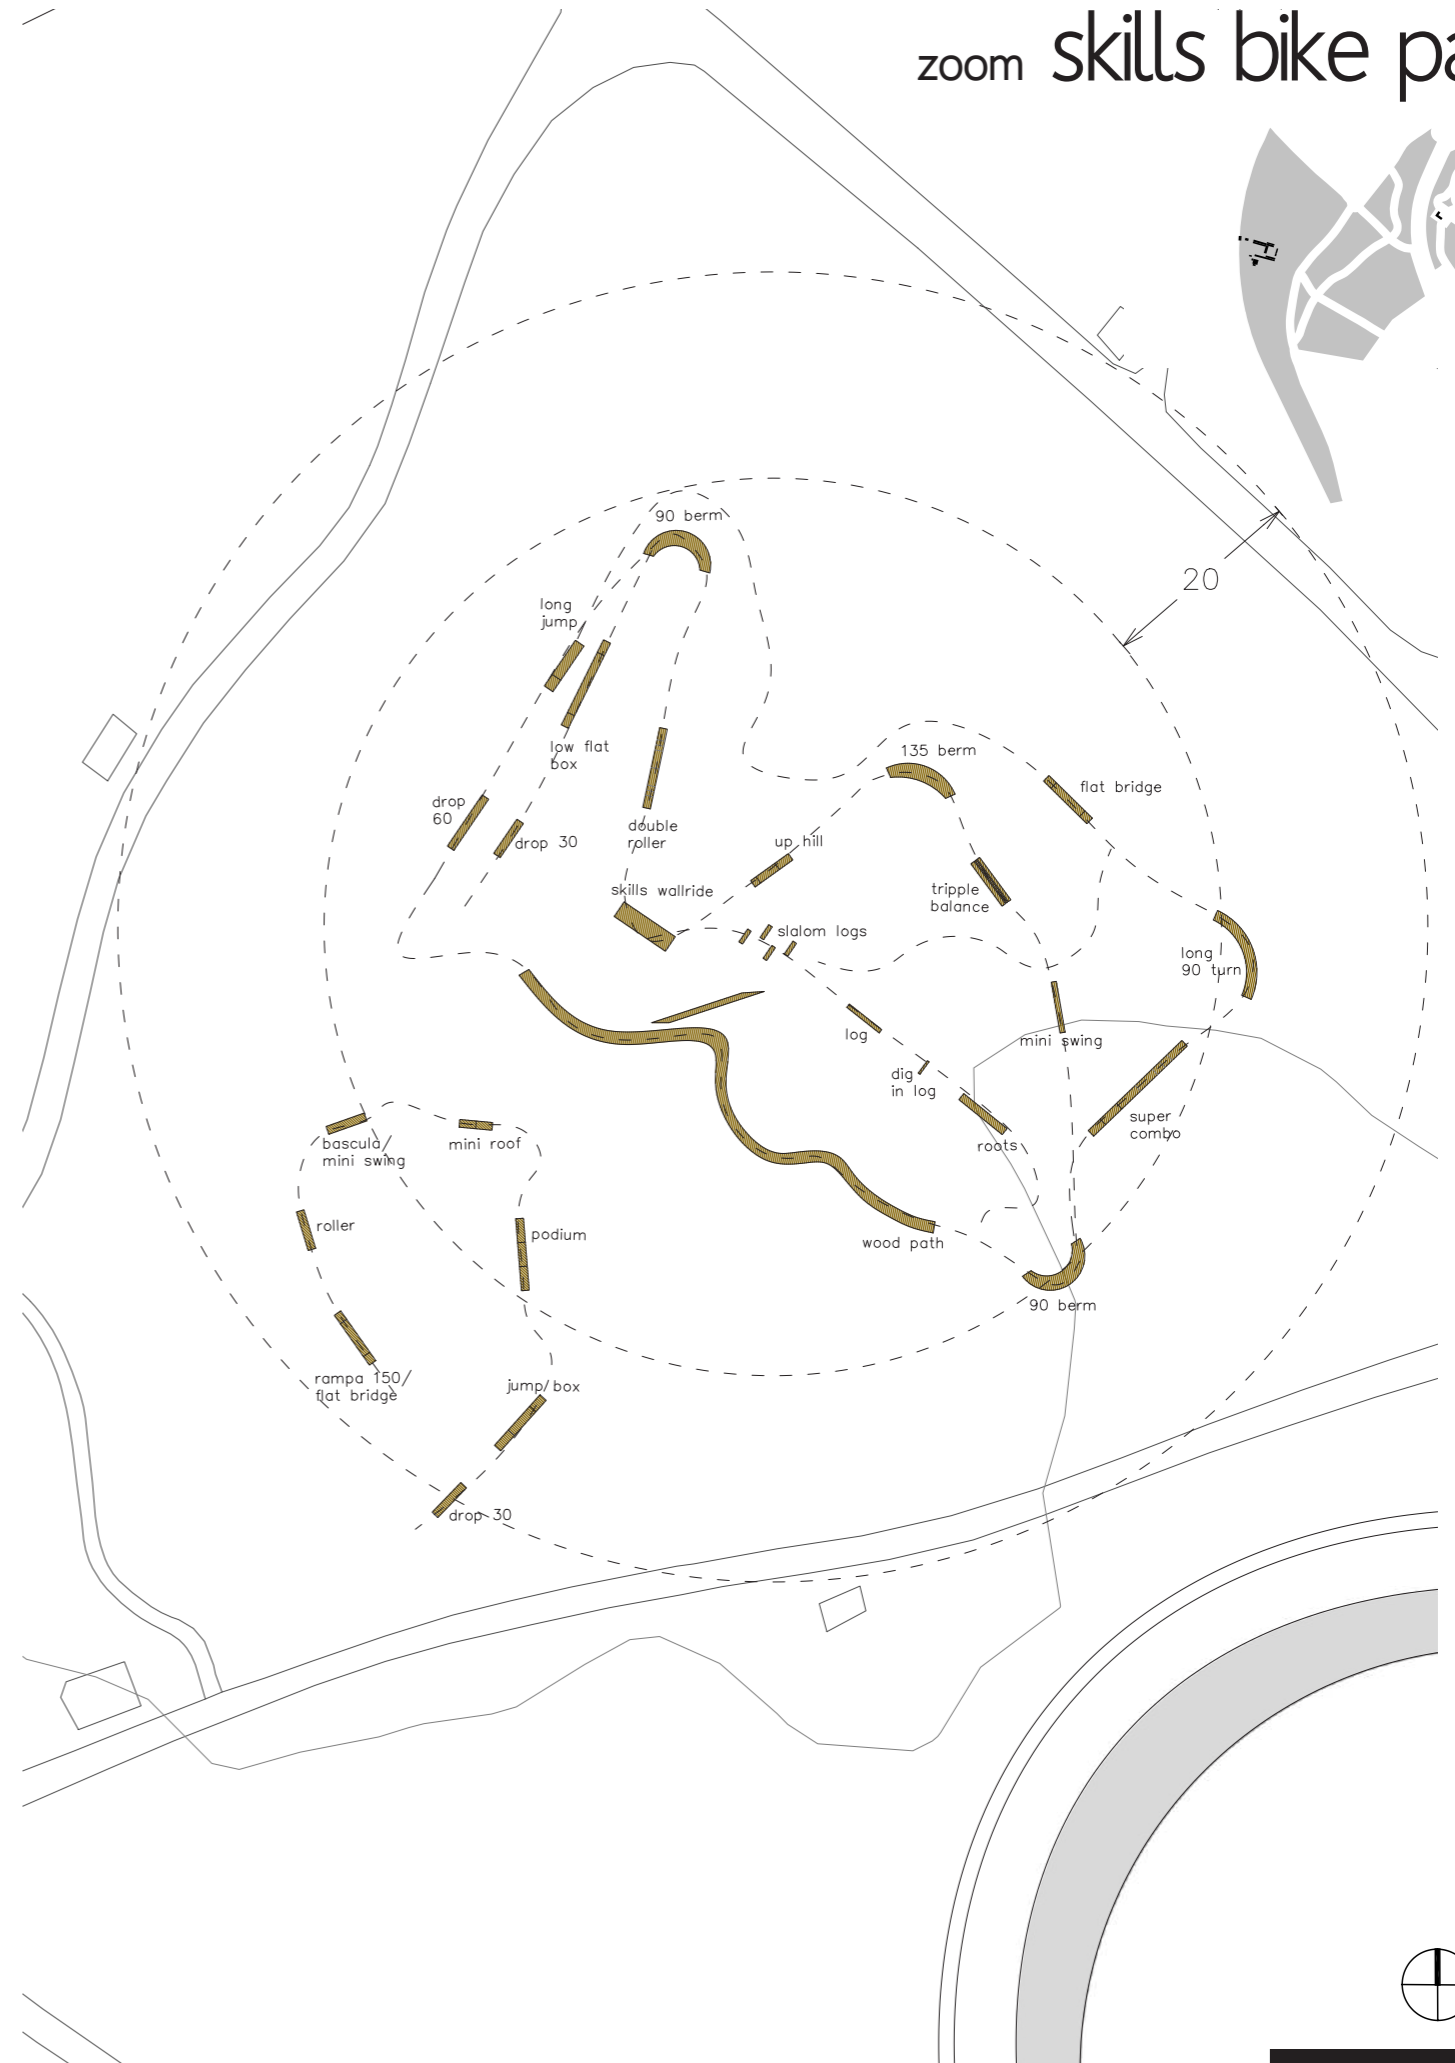 zoom skills bike pa
90 berm
20
long
jump
low flat
box
135 berm
flat bridge
drop
60
drop 30
double
roller
up hill
skills wallride
tripple
balance
slalom logs
long
90 turn
log
mini swing
dig
in log
super
combo
roots
bascula/
mini swing
mini roof
roller
podium
wood path
90 berm
rampa 150/
flat bridge
jump/box
drop 30